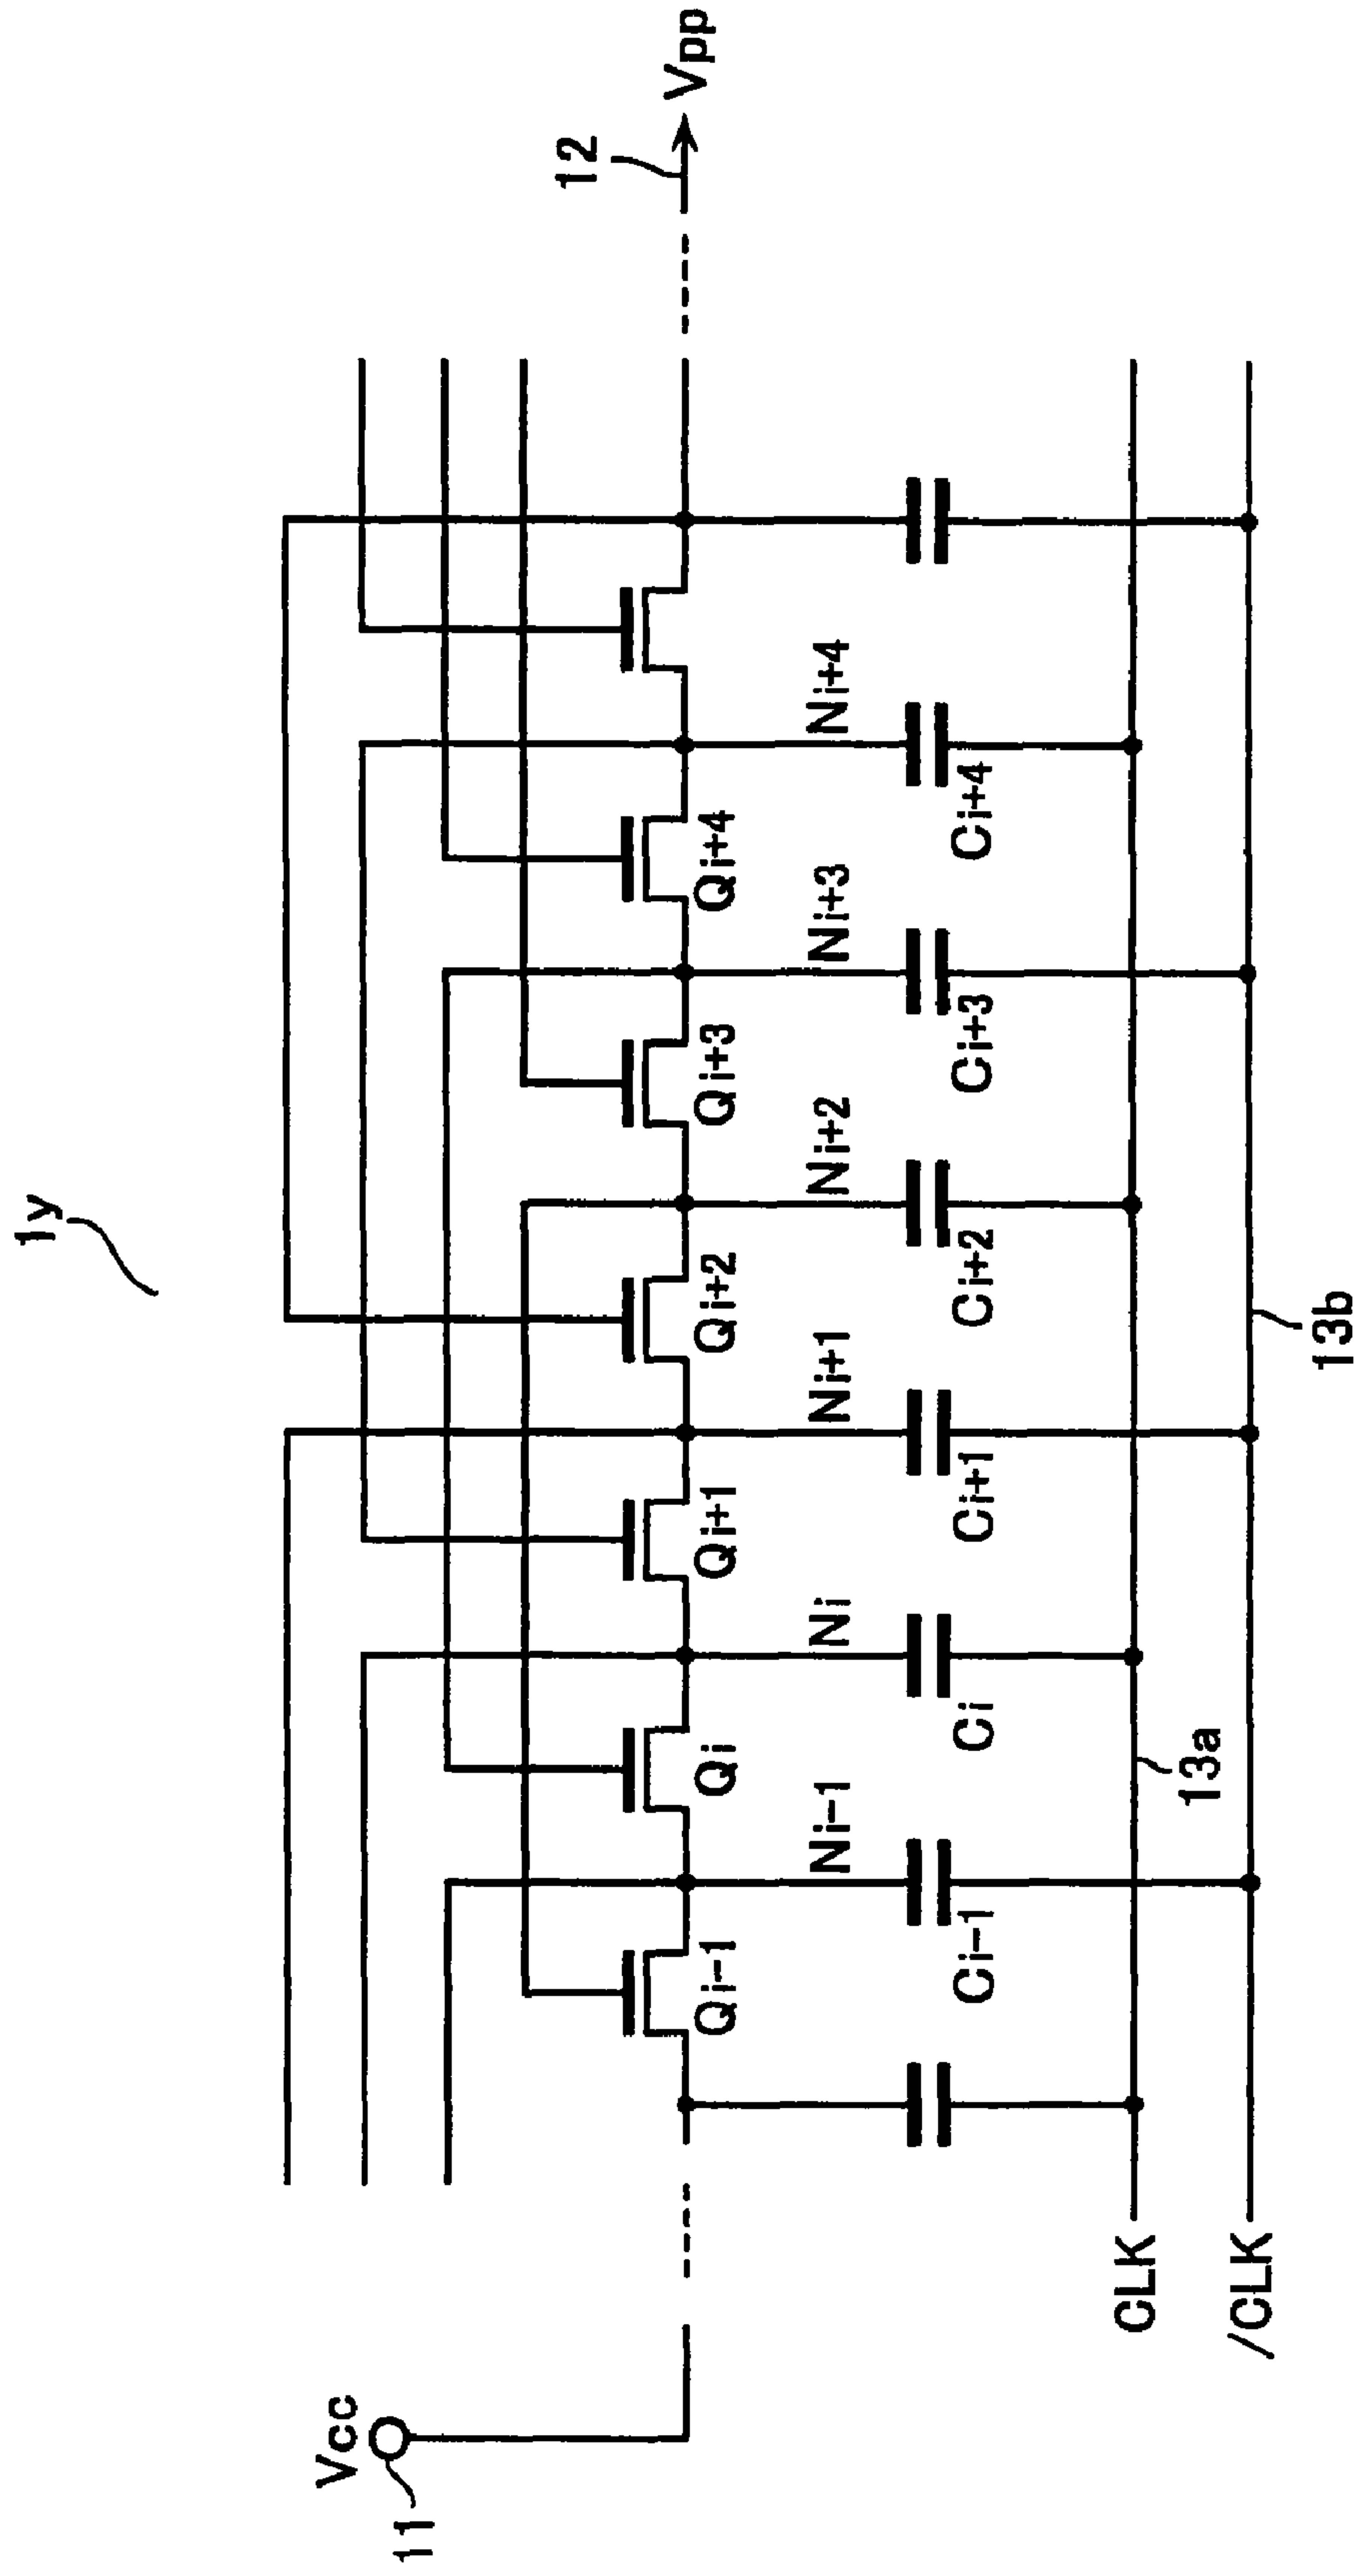 1y
Vcc
11
12
Vpp
Qi-1
Qi
Qi+1
Qi+2
Qi+3
Qi+4
Ni-1
Ni
Ni+1
Ni+2
Ni+3
Ni+4
Ci-1
Ci
Ci+1
Ci+2
Ci+3
Ci+4
CLK
13a
/CLK
13b